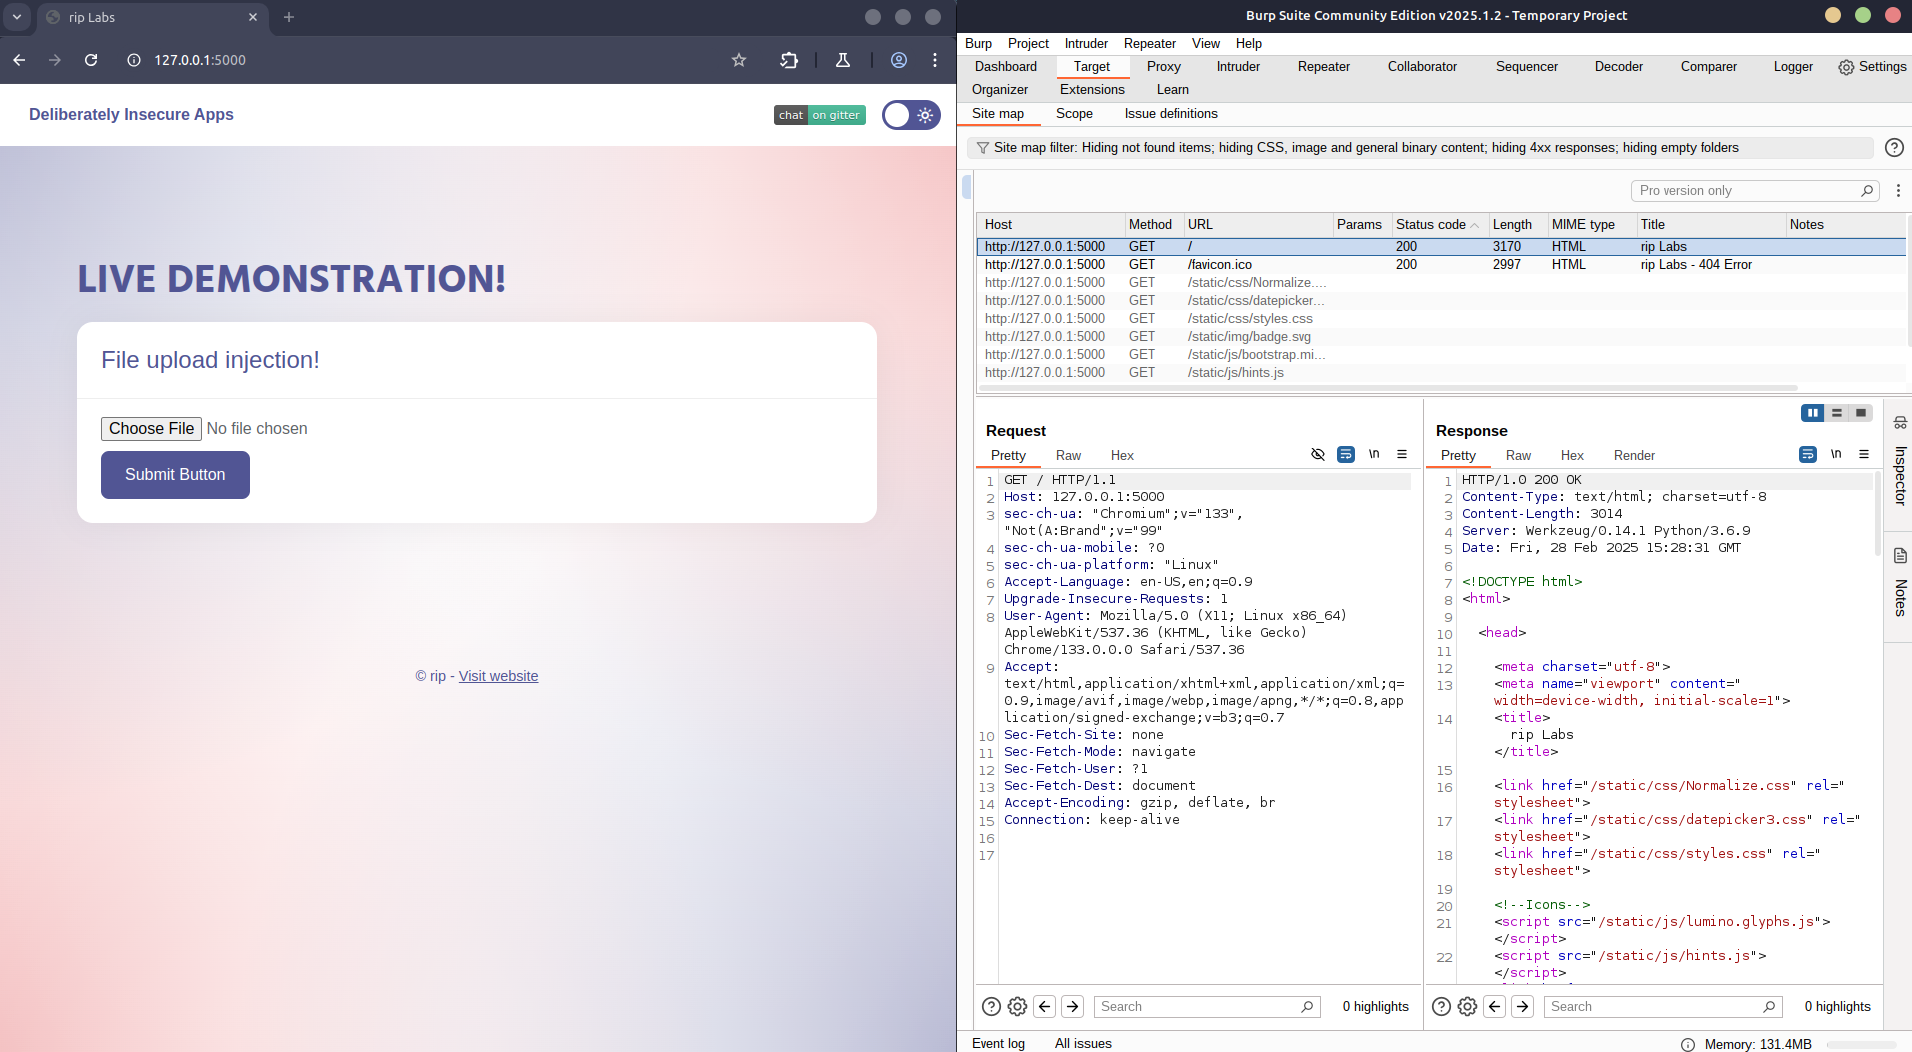 rip Labs
127.0.0.1:5000
Deliberately Insecure Apps
chat on gitter
LIVE DEMONSTRATION!
File upload injection!
Choose File No file chosen
Submit Button
© rip - Visit website
Burp Suite Community Edition v2025.1.2 - Temporary Project
Burp Project Intruder Repeater View Help
Dashboard Target Proxy Intruder Repeater Collaborator Sequencer Decoder Comparer Logger Settings
Organizer Extensions Learn
Site map Scope Issue definitions
Site map filter: Hiding not found items; hiding CSS, image and general binary content; hiding 4xx responses; hiding empty folders
Pro version only
Host Method URL Params Status code Length MIME type Title Notes
http://127.0.0.1:5000 GET / 200 3170 HTML rip Labs
http://127.0.0.1:5000 GET /favicon.ico 200 2997 HTML rip Labs - 404 Error
http://127.0.0.1:5000 GET /static/css/Normalize....
http://127.0.0.1:5000 GET /static/css/datepicker...
http://127.0.0.1:5000 GET /static/css/styles.css
http://127.0.0.1:5000 GET /static/img/badge.svg
http://127.0.0.1:5000 GET /static/js/bootstrap.mi...
http://127.0.0.1:5000 GET /static/js/hints.js
Request
Pretty Raw Hex \n
1 GET / HTTP/1.1
2 Host: 127.0.0.1:5000
3 sec-ch-ua: "Chromium";v="133",
"Not(A:Brand";v="99"
4 sec-ch-ua-mobile: ?0
5 sec-ch-ua-platform: "Linux"
6 Accept-Language: en-US,en;q=0.9
7 Upgrade-Insecure-Requests: 1
8 User-Agent: Mozilla/5.0 (X11; Linux x86_64)
AppleWebKit/537.36 (KHTML, like Gecko)
Chrome/133.0.0.0 Safari/537.36
9 Accept:
text/html,application/xhtml+xml,application/xml;q=
0.9,image/avif,image/webp,image/apng,*/*;q=0.8,app
lication/signed-exchange;v=b3;q=0.7
10 Sec-Fetch-Site: none
11 Sec-Fetch-Mode: navigate
12 Sec-Fetch-User: ?1
13 Sec-Fetch-Dest: document
14 Accept-Encoding: gzip, deflate, br
15 Connection: keep-alive
16
17
Search 0 highlights
Response
Pretty Raw Hex Render \n
1 HTTP/1.0 200 OK
2 Content-Type: text/html; charset=utf-8
3 Content-Length: 3014
4 Server: Werkzeug/0.14.1 Python/3.6.9
5 Date: Fri, 28 Feb 2025 15:28:31 GMT
6
7 <!DOCTYPE html>
8 <html>
9
10 <head>
11
12 <meta charset="utf-8">
13 <meta name="viewport" content="
width=device-width, initial-scale=1">
14 <title>
rip Labs
</title>
15
16 <link href="/static/css/Normalize.css" rel="
stylesheet">
17 <link href="/static/css/datepicker3.css" rel="
stylesheet">
18 <link href="/static/css/styles.css" rel="
stylesheet">
19
20 <!--Icons-->
21 <script src="/static/js/lumino.glyphs.js">
</script>
22 <script src="/static/js/hints.js">
</script>
Search 0 highlights
Inspector
Notes
Event log All issues
Memory: 131.4MB